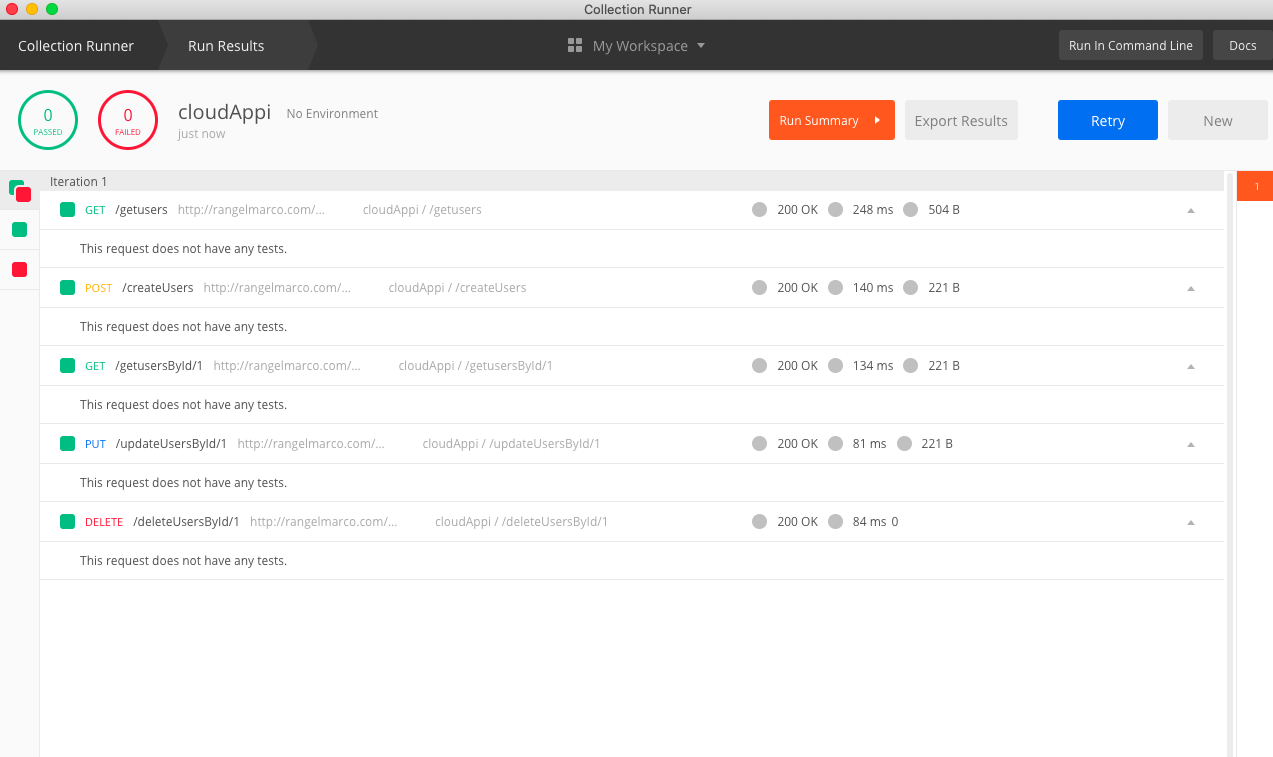 Collection Runner
Collection Runner Run Results My Workspace Run In Command Line Docs
0 PASSED 0 FAILED cloudAppi No Environment Run Summary Export Results Retry New
just now
Iteration 1 1
GET /getusers http://rangelmarco.com/... cloudAppi / /getusers 200 OK 248 ms 504 B
This request does not have any tests.
POST /createUsers http://rangelmarco.com/... cloudAppi / /createUsers 200 OK 140 ms 221 B
This request does not have any tests.
GET /getusersById/1 http://rangelmarco.com/... cloudAppi / /getusersById/1 200 OK 134 ms 221 B
This request does not have any tests.
PUT /updateUsersById/1 http://rangelmarco.com/... cloudAppi / /updateUsersById/1 200 OK 81 ms 221 B
This request does not have any tests.
DELETE /deleteUsersById/1 http://rangelmarco.com/... cloudAppi / /deleteUsersById/1 200 OK 84 ms 0
This request does not have any tests.